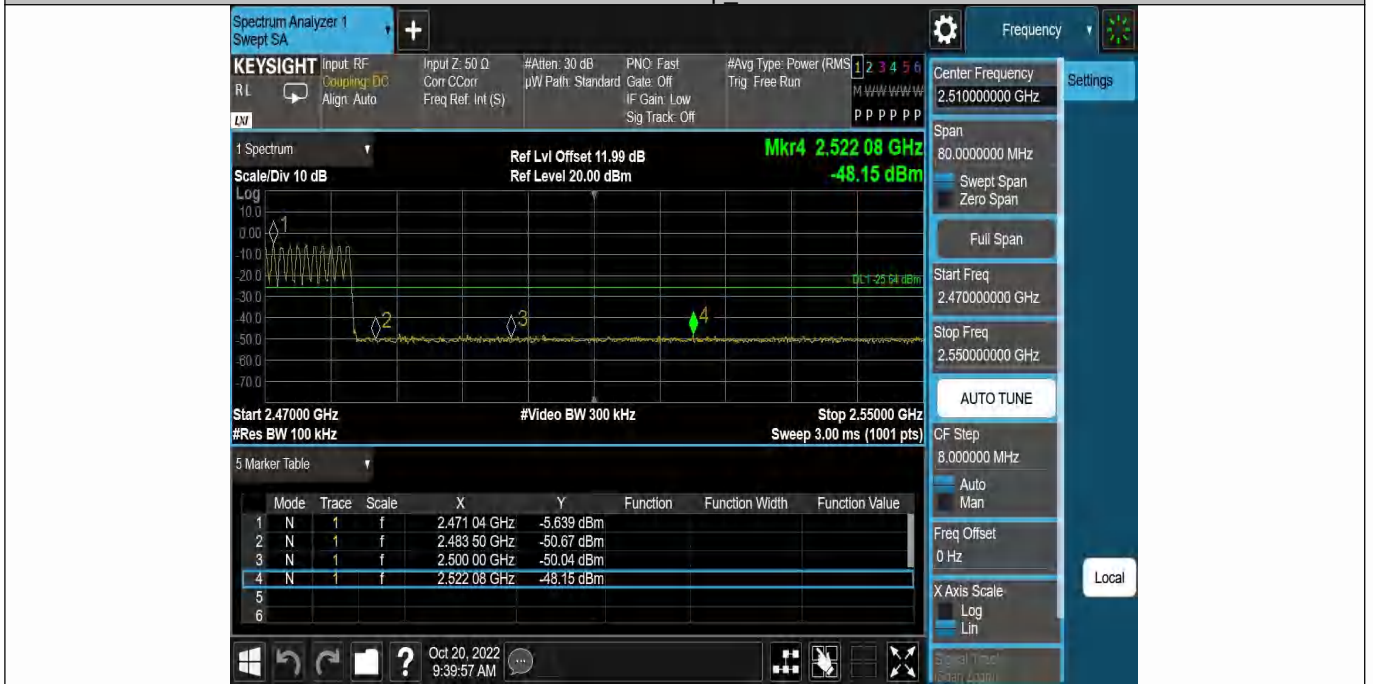 Spectrum Analyzer 1
Swept SA
+
Frequency
KEYSIGHT
RL
LXI
Input: RF
Coupling: DC
Align: Auto
Input Z: 50 Ω
Corr CCorr
Freq Ref: Int (S)
#Atten: 30 dB
µW Path: Standard
PNO: Fast
Gate: Off
IF Gain: Low
Sig Track: Off
#Avg Type: Power (RMS
Trig: Free Run
1 2 3 4 5 6
M W W W W W
P P P P P P
1 Spectrum
Scale/Div 10 dB
Ref Lvl Offset 11.99 dB
Ref Level 20.00 dBm
Mkr4 2.522 08 GHz
-48.15 dBm
Log
10.0
0.00
-10.0
-20.0
-30.0
-40.0
-50.0
-60.0
-70.0
1
2
3
4
DL1 -25.64 dBm
Start 2.47000 GHz
#Video BW 300 kHz
Stop 2.55000 GHz
#Res BW 100 kHz
Sweep 3.00 ms (1001 pts)
5 Marker Table
Mode Trace Scale X Y Function Function Width Function Value
1 N 1 f 2.471 04 GHz -5.639 dBm
2 N 1 f 2.483 50 GHz -50.67 dBm
3 N 1 f 2.500 00 GHz -50.04 dBm
4 N 1 f 2.522 08 GHz -48.15 dBm
5
6
Center Frequency
2.510000000 GHz
Settings
Span
80.0000000 MHz
Swept Span
Zero Span
Full Span
Start Freq
2.470000000 GHz
Stop Freq
2.550000000 GHz
AUTO TUNE
CF Step
8.000000 MHz
Auto
Man
Freq Offset
0 Hz
X Axis Scale
Log
Lin
Signal Track
(Span Zoom)
Local
?
Oct 20, 2022
9:39:57 AM